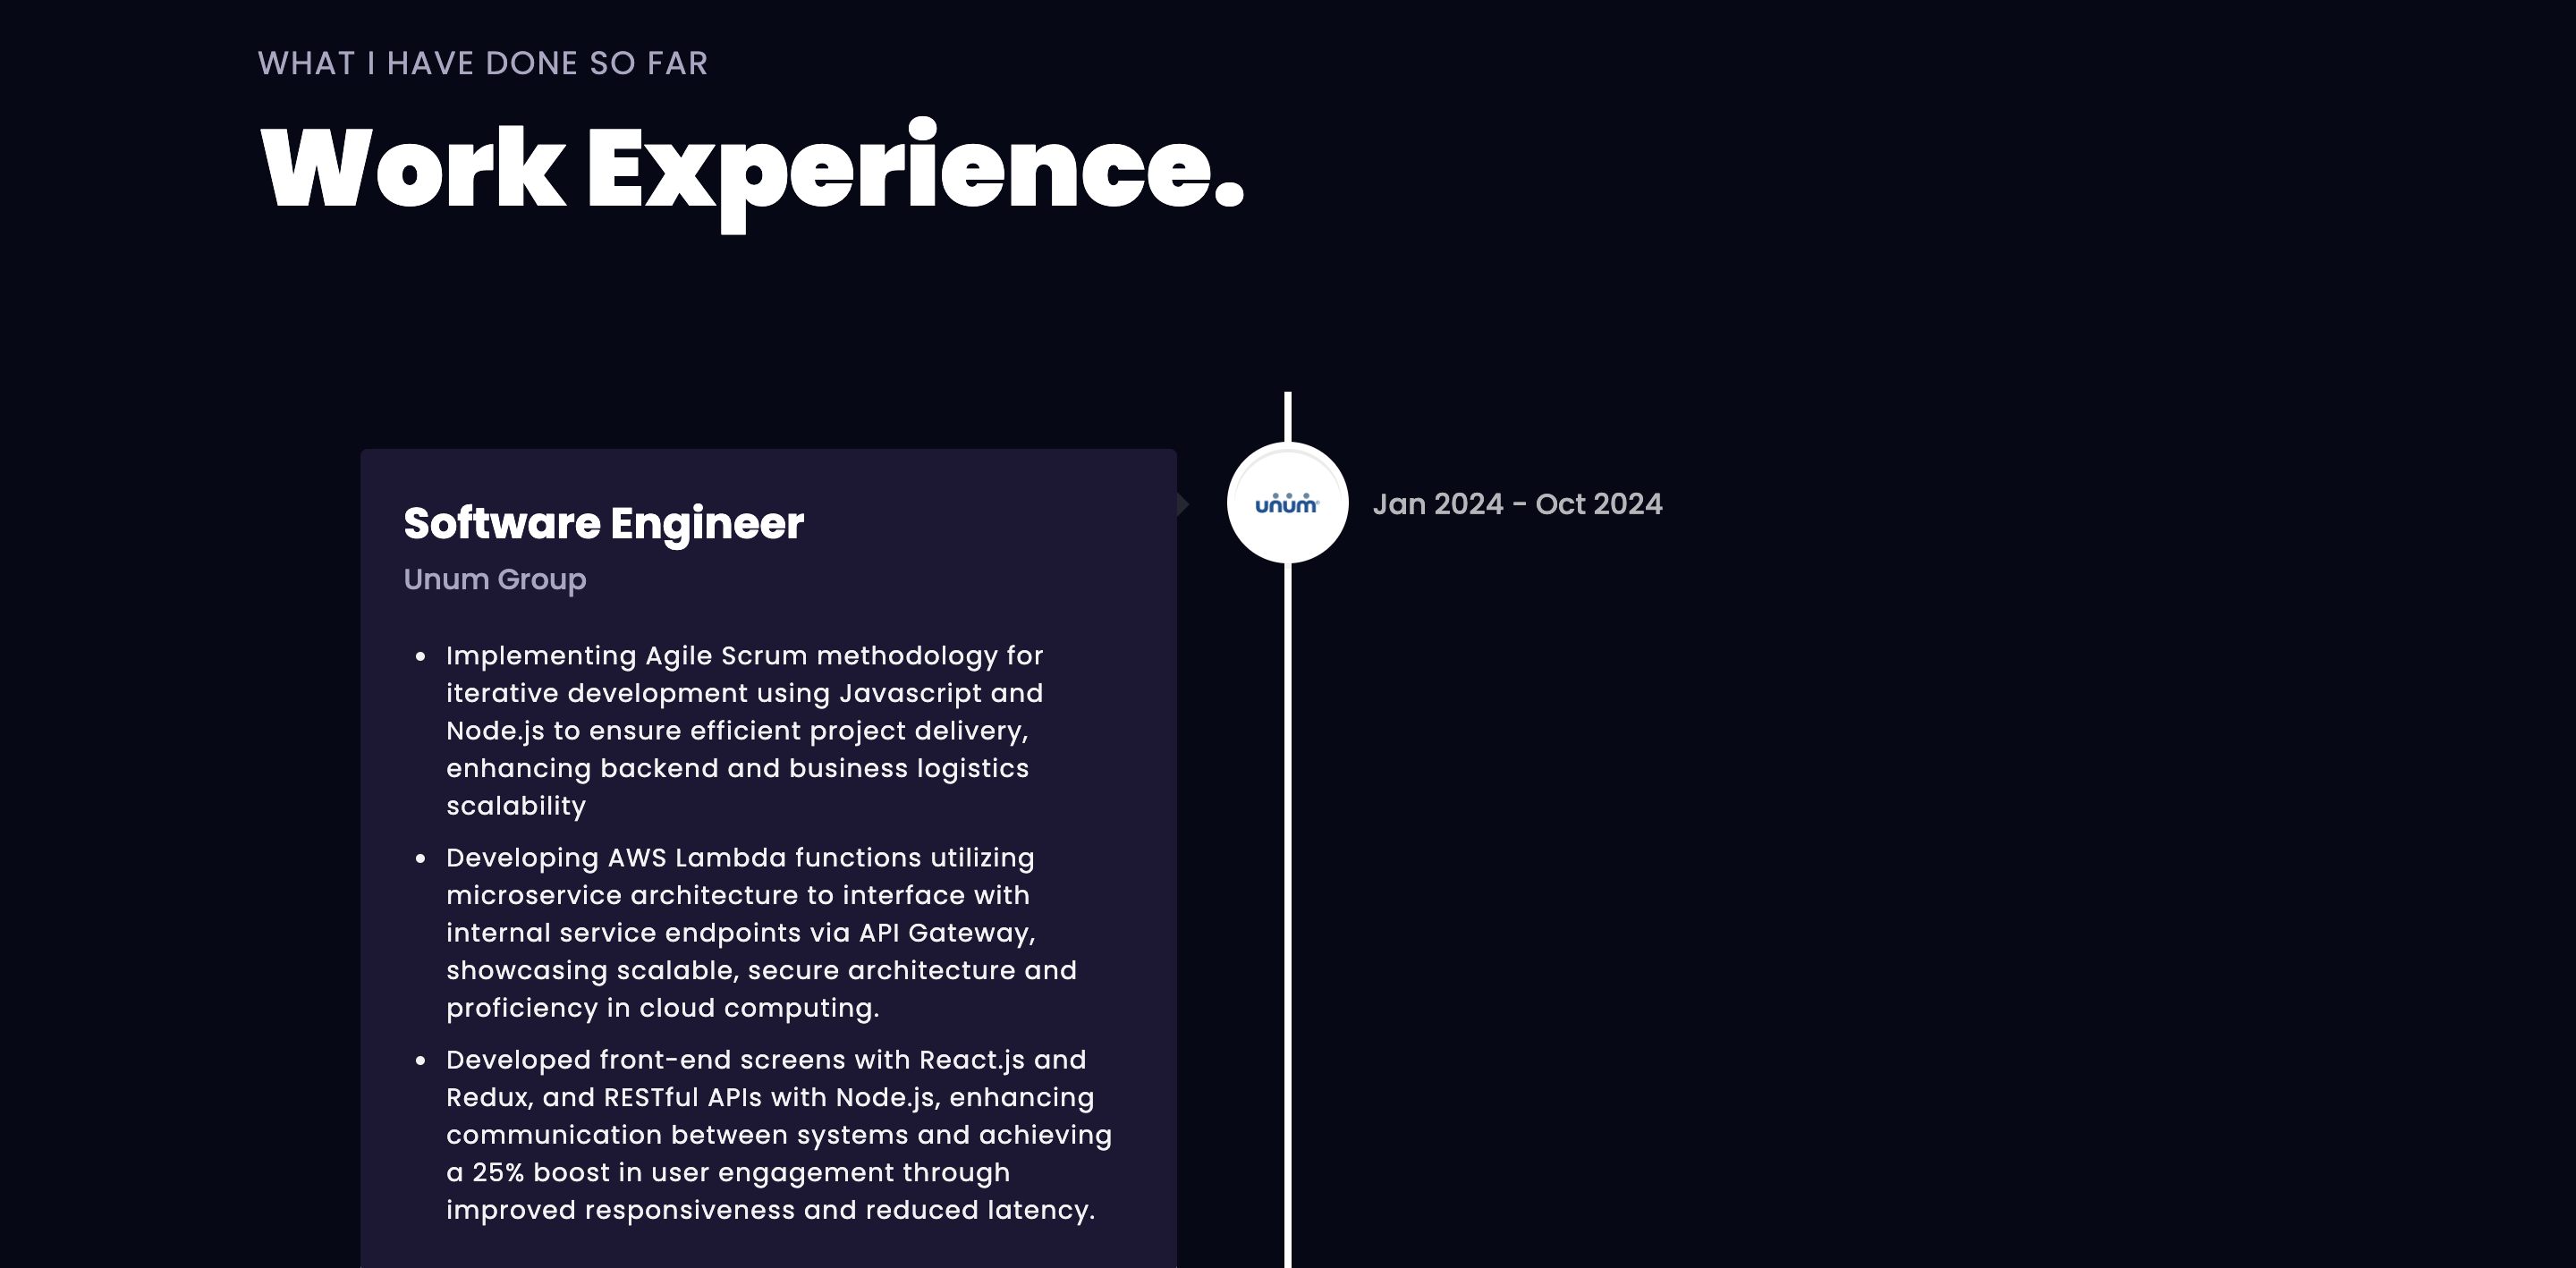 WHAT I HAVE DONE SO FAR
Work Experience.
Software Engineer
Unum Group
unum
Jan 2024 - Oct 2024
• Implementing Agile Scrum methodology for
iterative development using Javascript and
Node.js to ensure efficient project delivery,
enhancing backend and business logistics
scalability
• Developing AWS Lambda functions utilizing
microservice architecture to interface with
internal service endpoints via API Gateway,
showcasing scalable, secure architecture and
proficiency in cloud computing.
• Developed front-end screens with React.js and
Redux, and RESTful APIs with Node.js, enhancing
communication between systems and achieving
a 25% boost in user engagement through
improved responsiveness and reduced latency.